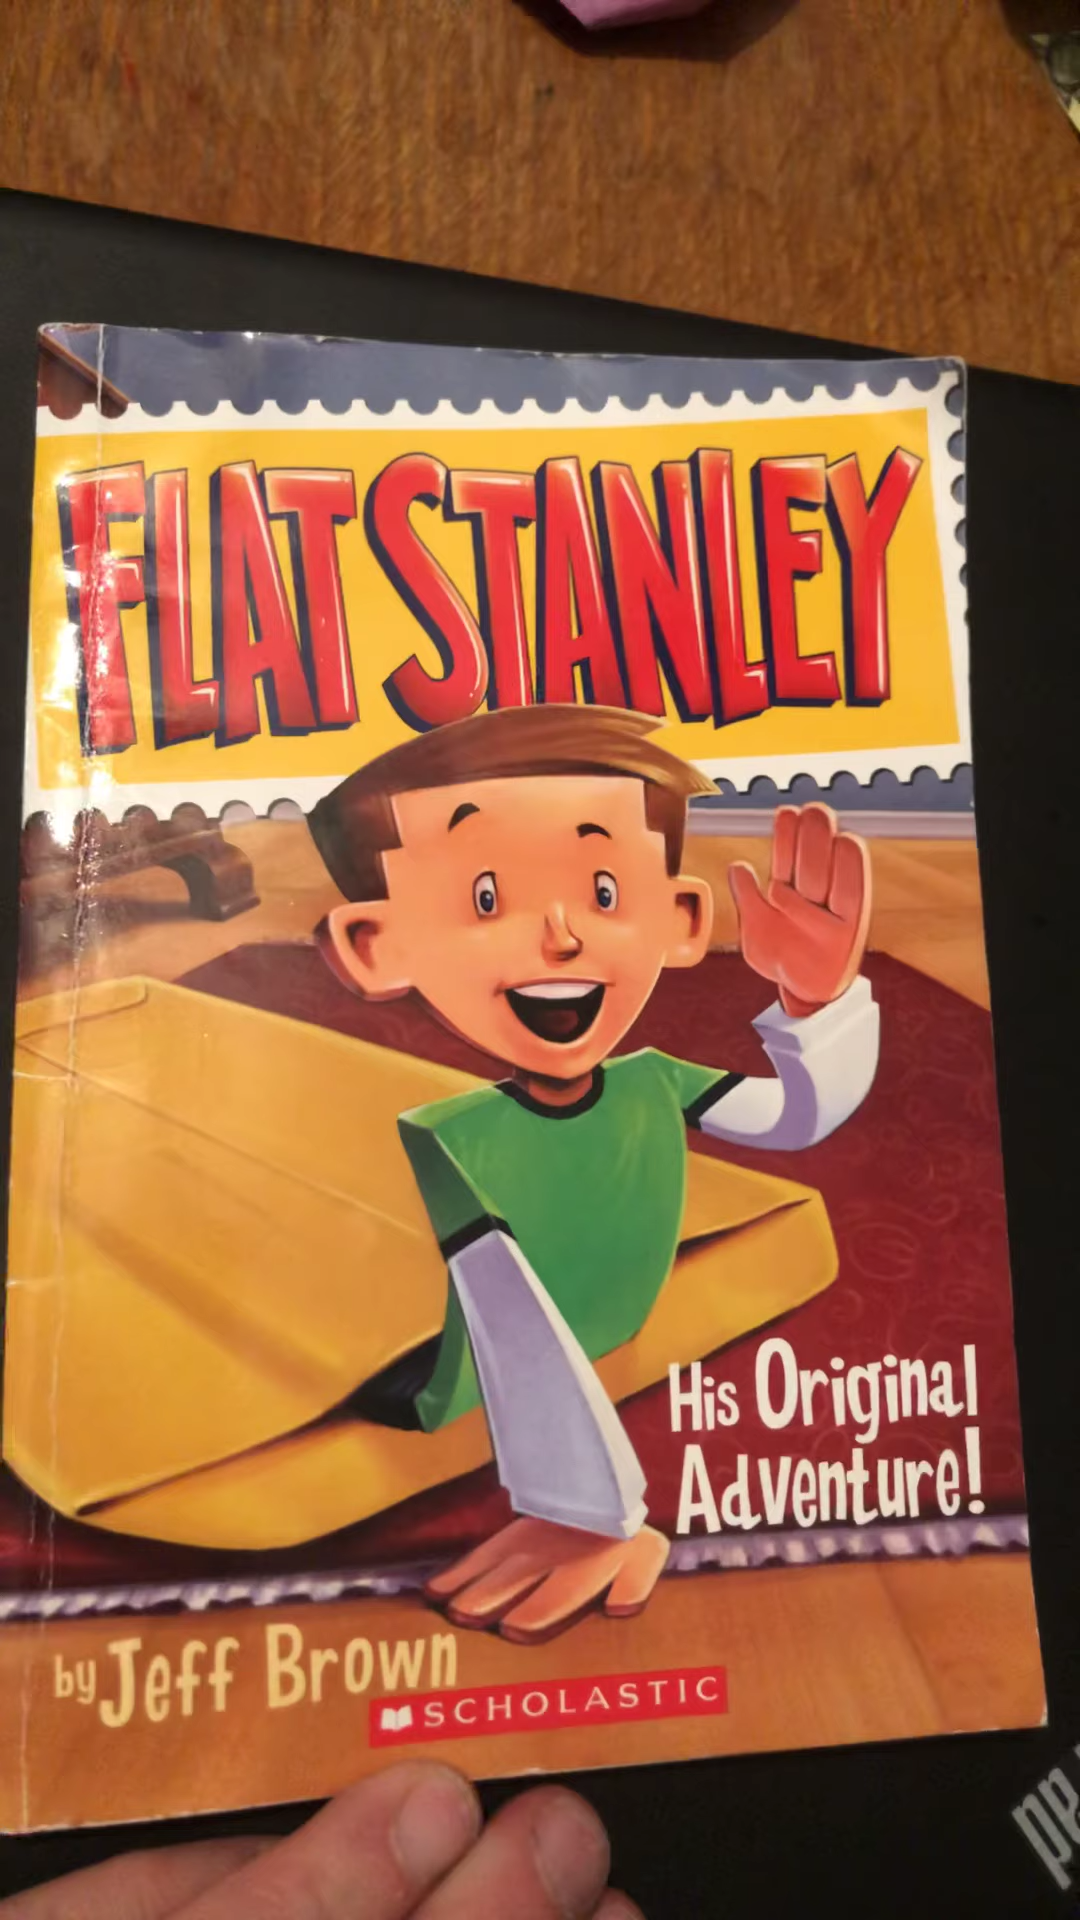 FLAT STANLEY
His Original
Adventure!
by Jeff Brown
SCHOLASTIC